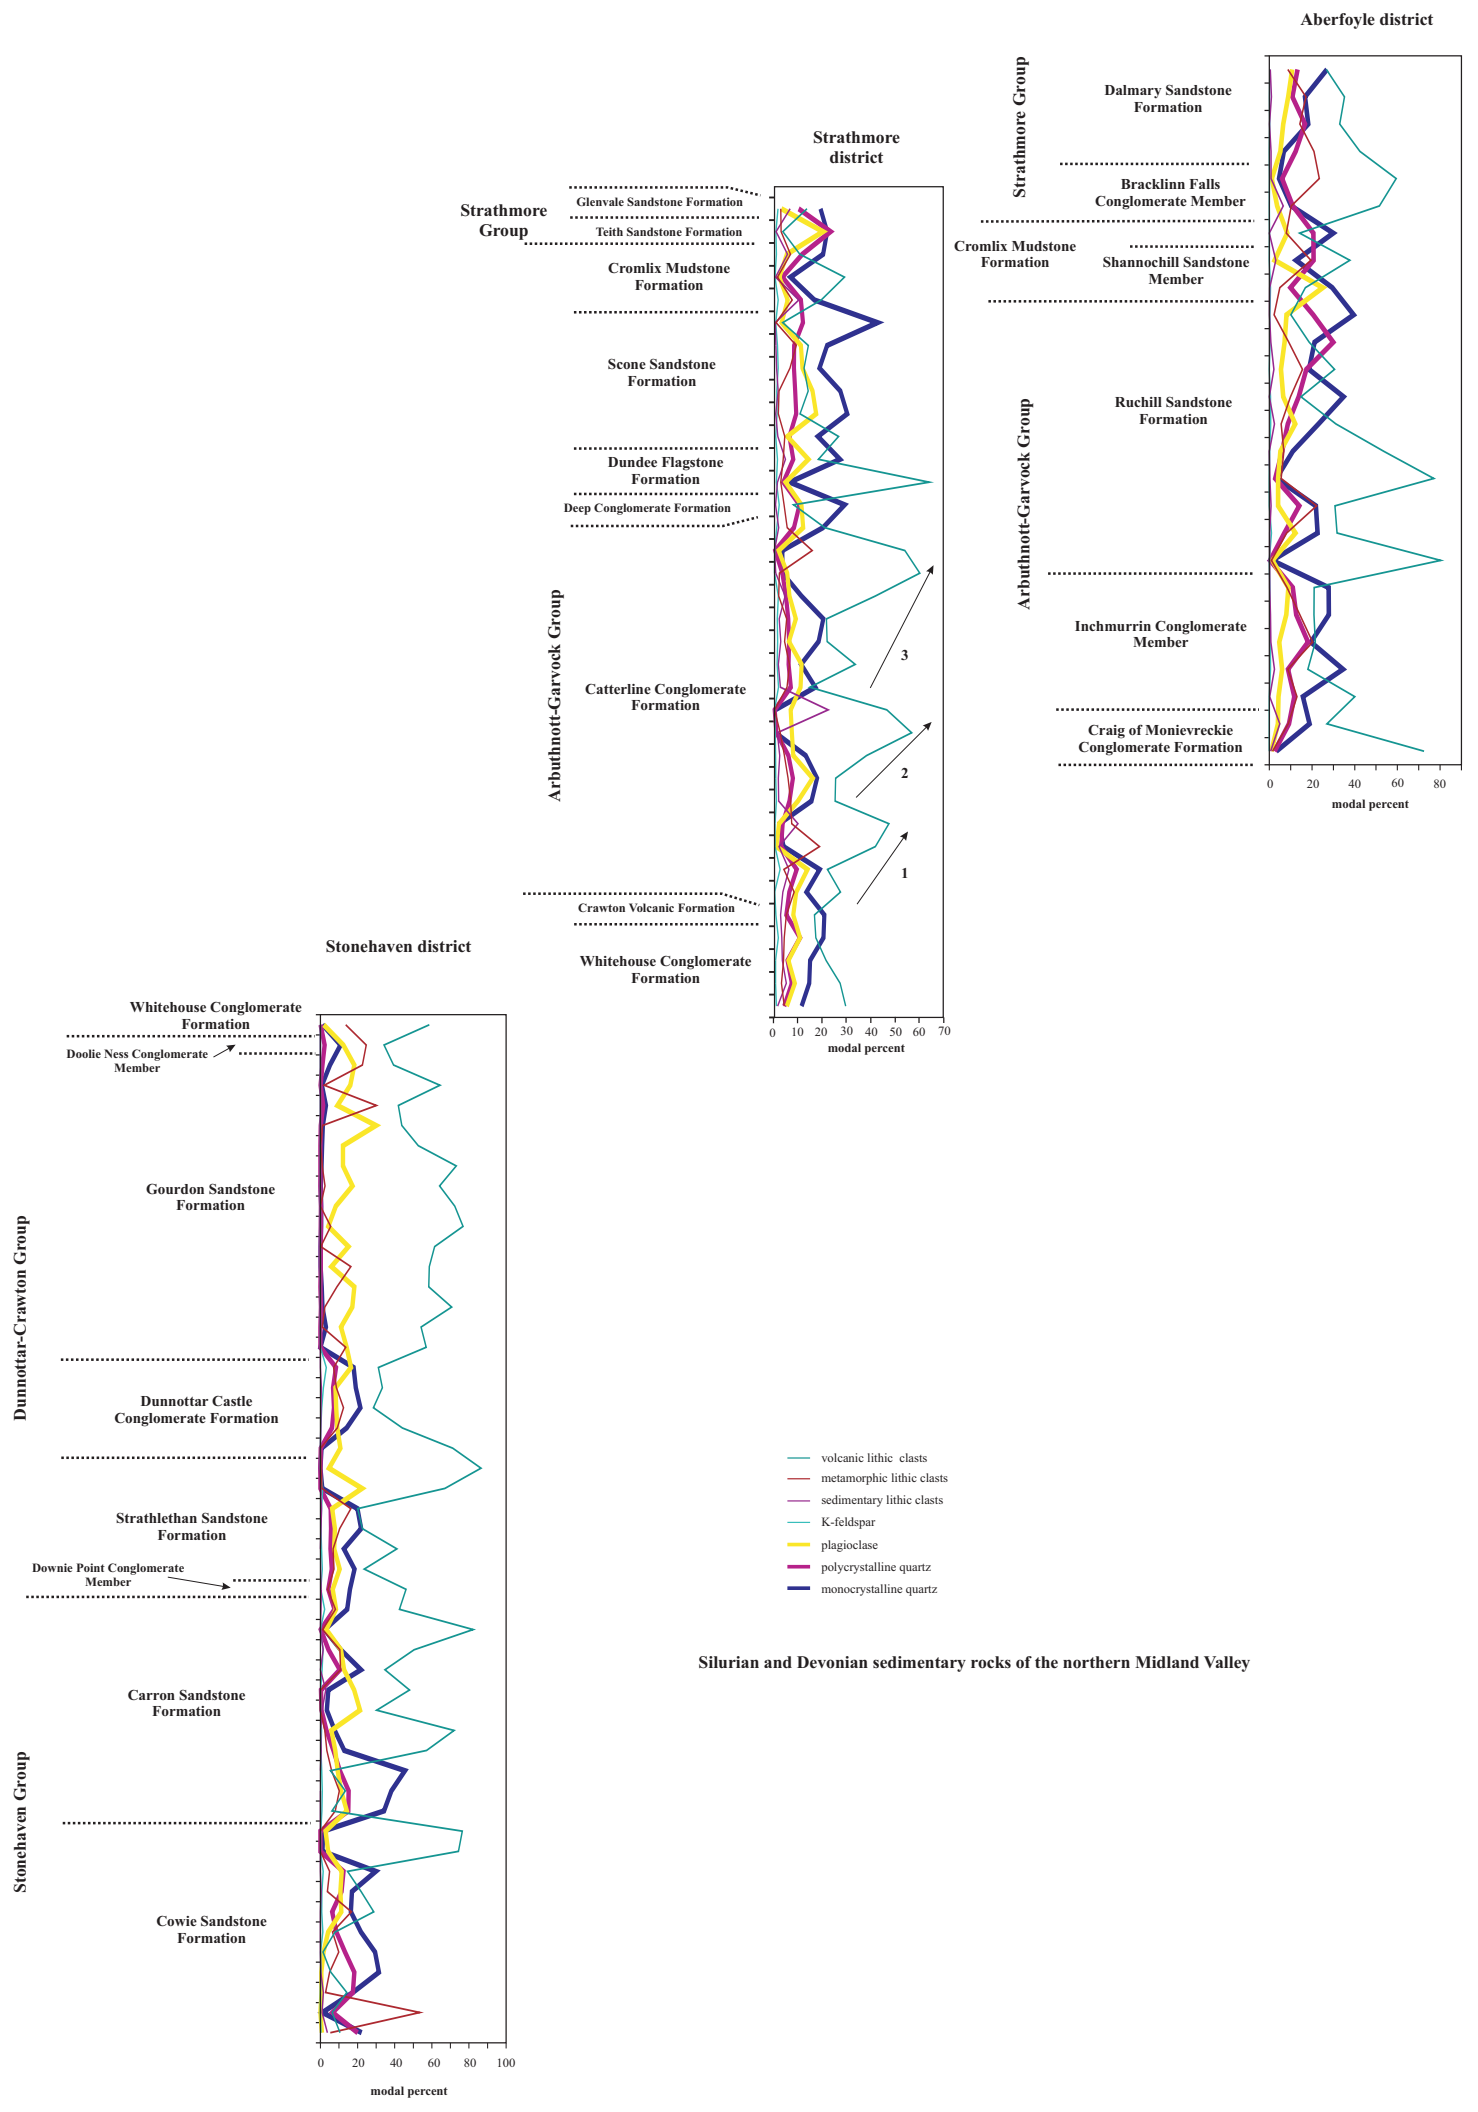 Aberfoyle district
Strathmore Group
Dalmary Sandstone
Formation
Bracklinn Falls
Conglomerate Member
Cromlix Mudstone
Formation
Shannochill Sandstone
Member
Arbuthnott-Garvock Group
Ruchill Sandstone
Formation
Inchmurrin Conglomerate
Member
Craig of Monievreckie
Conglomerate Formation
0 20 40 60 80
modal percent
Strathmore
district
Strathmore
Group
Glenvale Sandstone Formation
Teith Sandstone Formation
Cromlix Mudstone
Formation
Scone Sandstone
Formation
Dundee Flagstone
Formation
Deep Conglomerate Formation
Arbuthnott-Garvock Group
Catterline Conglomerate
Formation
3
2
1
Crawton Volcanic Formation
Whitehouse Conglomerate
Formation
0 10 20 30 40 50 60 70
modal percent
Stonehaven district
Whitehouse Conglomerate
Formation
Doolie Ness Conglomerate
Member
Dunnottar-Crawton Group
Gourdon Sandstone
Formation
Dunnottar Castle
Conglomerate Formation
Strathlethan Sandstone
Formation
Downie Point Conglomerate
Member
Stonehaven Group
Carron Sandstone
Formation
Cowie Sandstone
Formation
0 20 40 60 80 100
modal percent
volcanic lithic clasts
metamorphic lithic clasts
sedimentary lithic clasts
K-feldspar
plagioclase
polycrystalline quartz
monocrystalline quartz
Silurian and Devonian sedimentary rocks of the northern Midland Valley